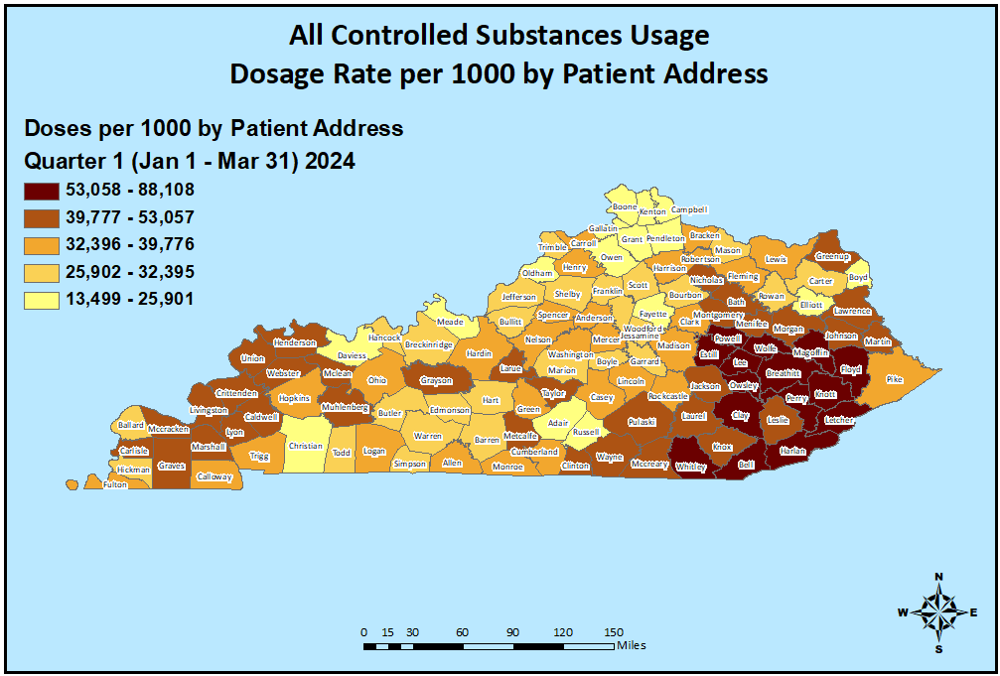 All Controlled Substances Usage
Dosage Rate per 1000 by Patient Address
Doses per 1000 by Patient Address
Quarter 1 (Jan 1 - Mar 31) 2024
53,058 - 88,108
39,777 - 53,057
32,396 - 39,776
25,902 - 32,395
13,499 - 25,901
Boone
Kenton
Campbell
Gallatin
Grant
Pendleton
Bracken
Trimble
Carroll
Owen
Mason
Robertson
Lewis
Greenup
Oldham
Henry
Harrison
Nicholas
Fleming
Carter
Boyd
Jefferson
Shelby
Franklin
Scott
Bourbon
Bath
Rowan
Elliott
Lawrence
Meade
Bullitt
Spencer
Anderson
Fayette
Woodford
Clark
Montgomery
Menifee
Morgan
Johnson
Martin
Hancock
Breckinridge
Hardin
Nelson
Mercer
Jessamine
Madison
Powell
Estill
Wolfe
Magoffin
Henderson
Union
Daviess
Washington
Marion
Boyle
Garrard
Lee
Breathitt
Floyd
Pike
Webster
Mclean
Ohio
Grayson
Larue
Lincoln
Jackson
Owsley
Knott
Crittenden
Hopkins
Muhlenberg
Hart
Taylor
Casey
Rockcastle
Perry
Livingston
Caldwell
Butler
Edmonson
Green
Adair
Russell
Pulaski
Laurel
Clay
Leslie
Letcher
Ballard
Mccracken
Lyon
Warren
Barren
Metcalfe
Carlisle
Marshall
Christian
Todd
Logan
Cumberland
Wayne
Knox
Harlan
Hickman
Graves
Trigg
Simpson
Allen
Monroe
Clinton
Mccreary
Whitley
Bell
Calloway
Fulton
N
W E
S
0 15 30 60 90 120 150
Miles